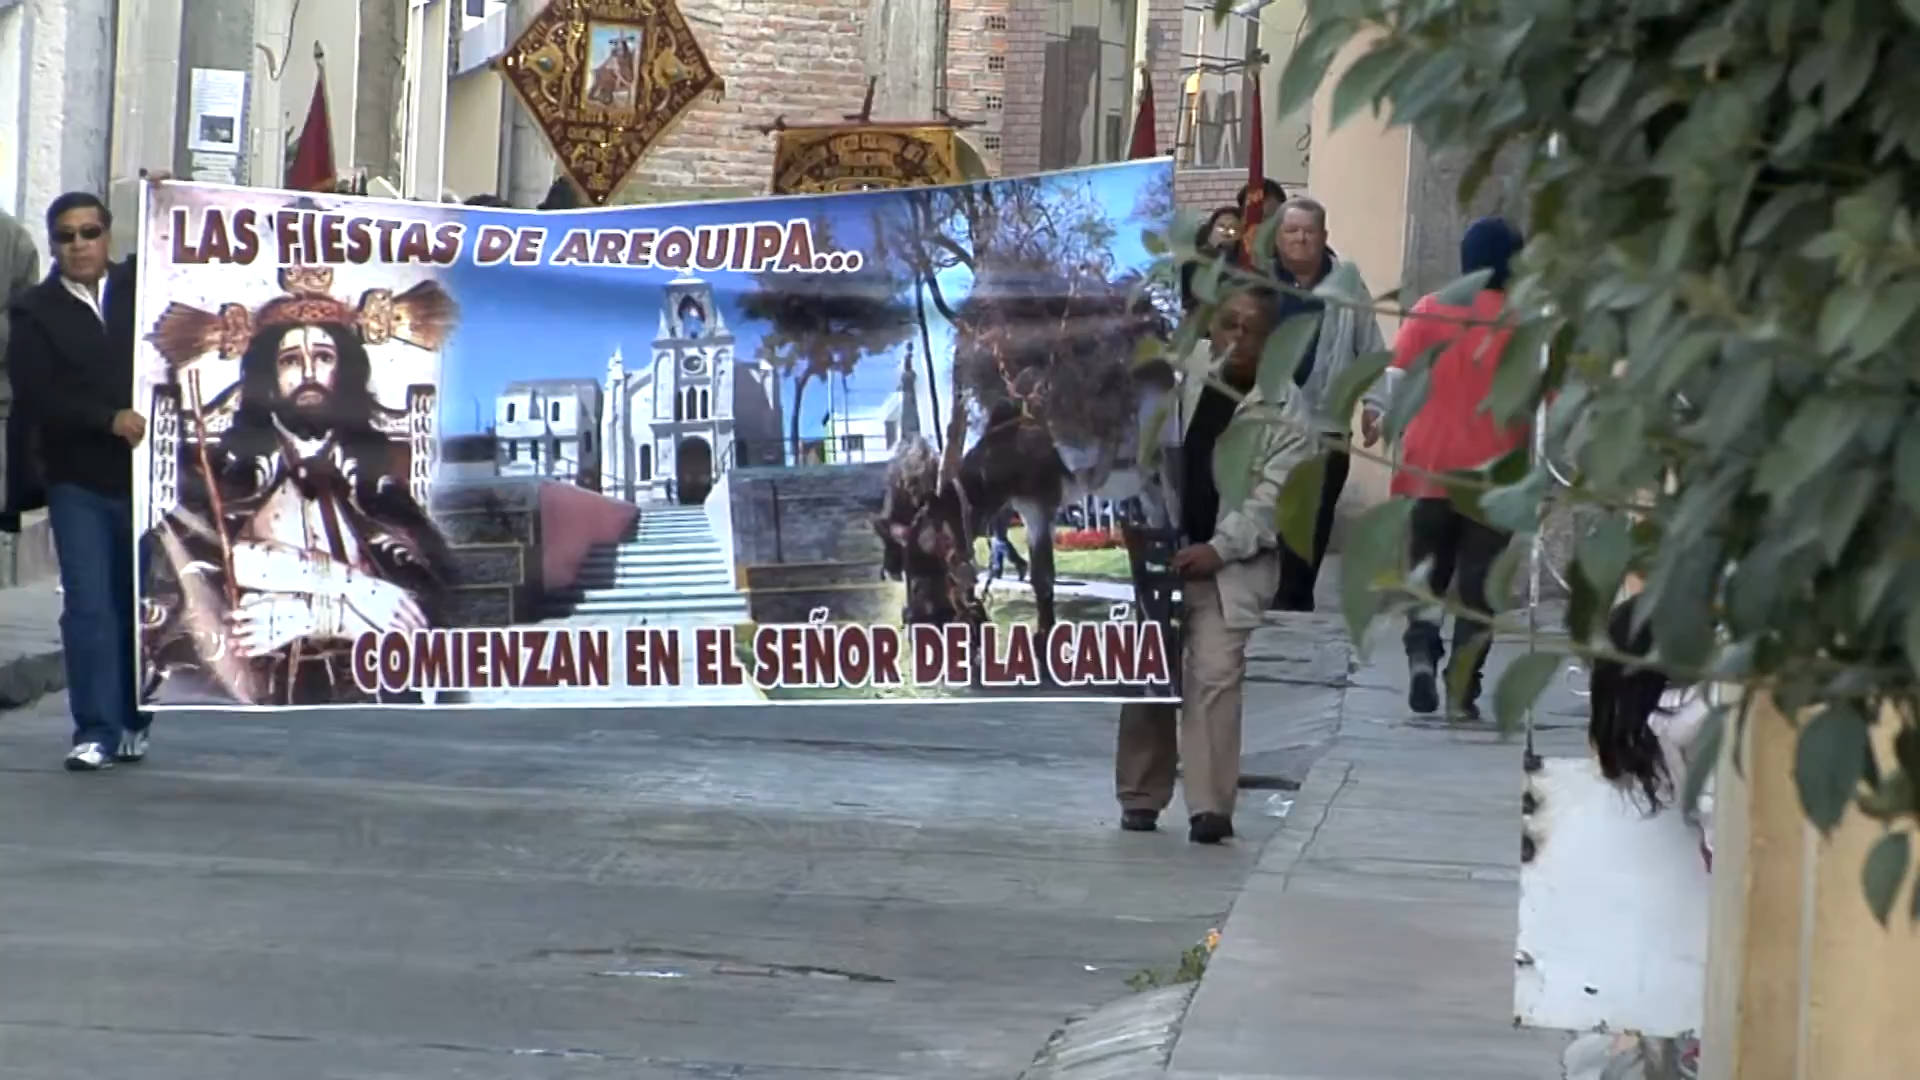 LAS FIESTAS DE AREQUIPA...
COMIENZAN EN EL SEÑOR DE LA CAÑA